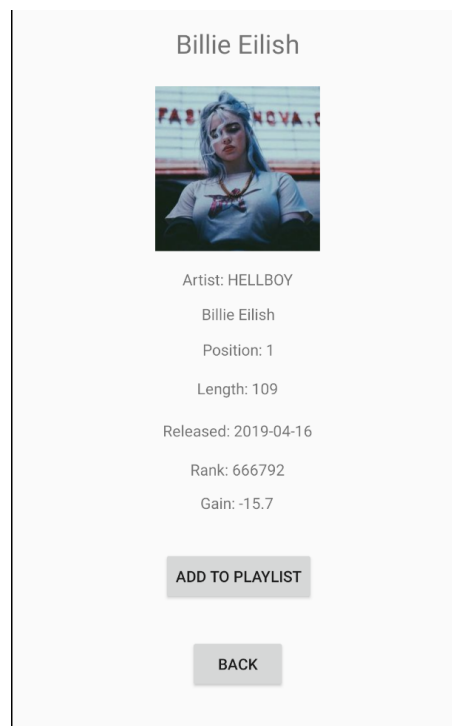 Billie Eilish
Artist: HELLBOY
Billie Eilish
Position: 1
Length: 109
Released: 2019-04-16
Rank: 666792
Gain: -15.7
ADD TO PLAYLIST
BACK